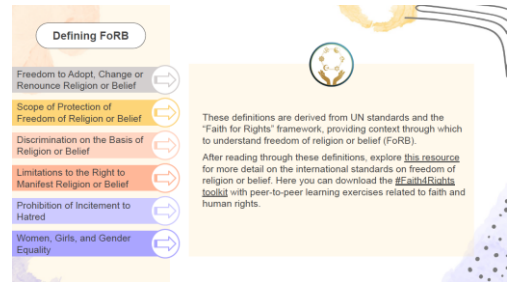 Defining FoRB
Freedom to Adopt, Change or
Renounce Religion or Belief
Scope of Protection of
Freedom of Religion or Belief
Discrimination on the Basis of
Religion or Belief
Limitations to the Right to
Manifest Religion or Belief
Prohibition of Incitement to
Hatred
Women, Girls, and Gender
Equality
These definitions are derived from UN standards and the
“Faith for Rights” framework, providing context through which
to understand freedom of religion or belief (FoRB).
After reading through these definitions, explore this resource
for more detail on the international standards on freedom of
religion or belief. Here you can download the #Faith4Rights
toolkit with peer-to-peer learning exercises related to faith and
human rights.